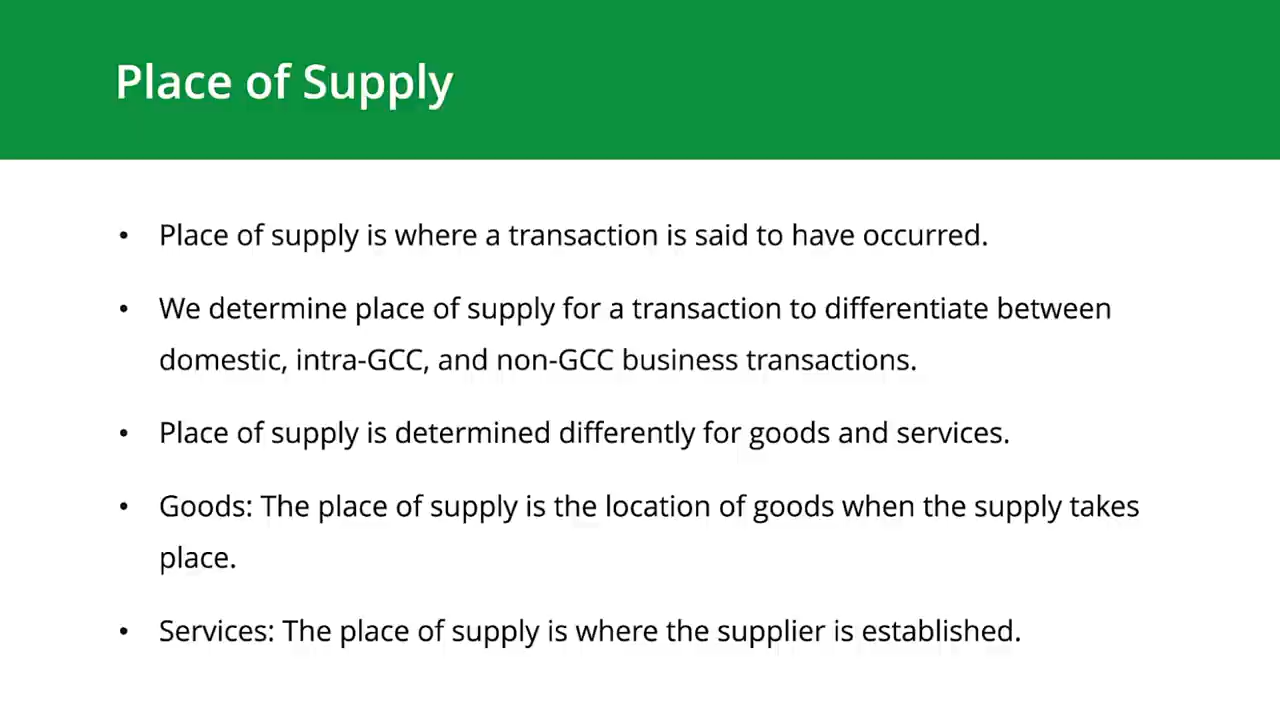 Place of Supply
• Place of supply is where a transaction is said to have occurred.
• We determine place of supply for a transaction to differentiate between
domestic, intra-GCC, and non-GCC business transactions.
• Place of supply is determined differently for goods and services.
• Goods: The place of supply is the location of goods when the supply takes
place.
• Services: The place of supply is where the supplier is established.